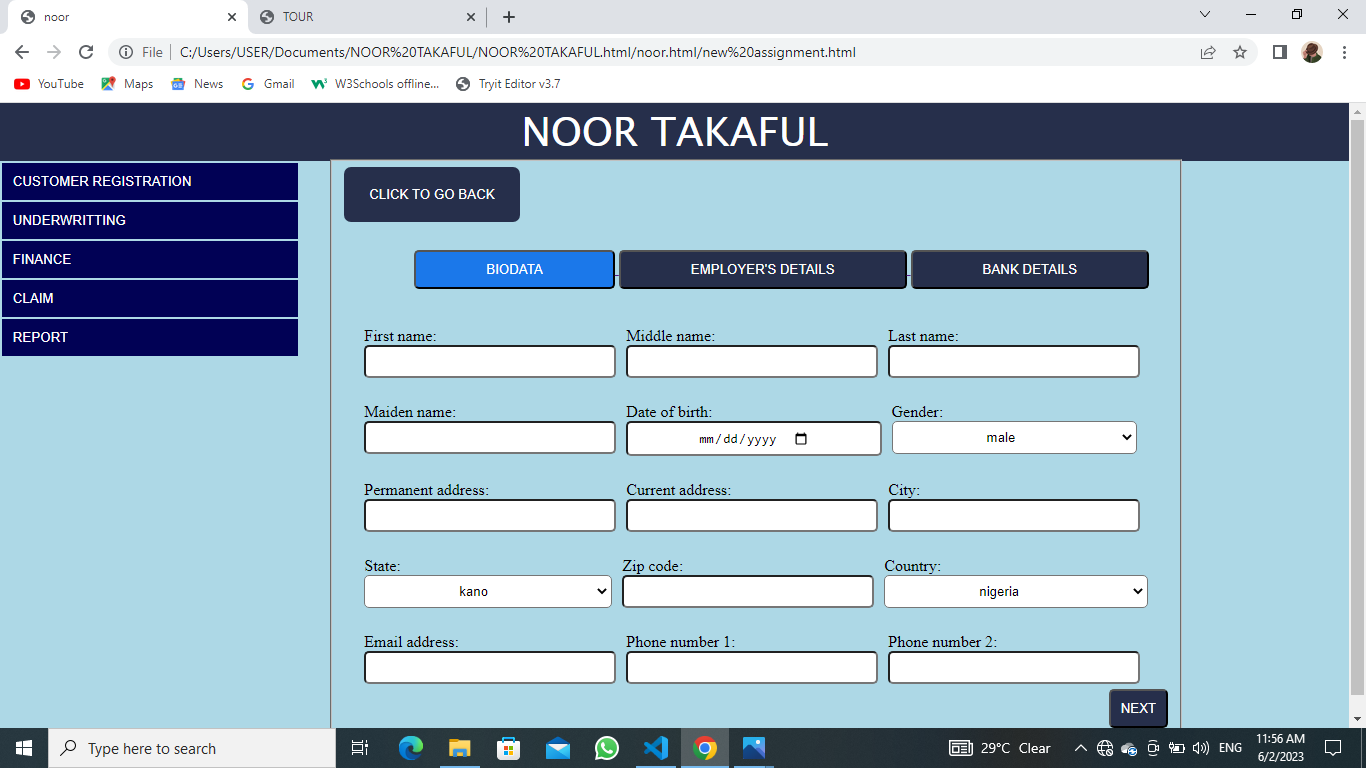 noor
TOUR
File
C:/Users/USER/Documents/NOOR%20TAKAFUL/NOOR%20TAKAFUL.html/noor.html/new%20assignment.html
YouTube Maps News Gmail W3Schools offline... Tryit Editor v3.7
NOOR TAKAFUL
CUSTOMER REGISTRATION
UNDERWRITTING
FINANCE
CLAIM
REPORT
CLICK TO GO BACK
BIODATA EMPLOYER'S DETAILS BANK DETAILS
First name: Middle name: Last name:
Maiden name: Date of birth: Gender:
mm/dd/yyyy male
Permanent address: Current address: City:
State: Zip code: Country:
kano nigeria
Email address: Phone number 1: Phone number 2:
NEXT
Type here to search
29°C Clear
ENG
11:56 AM
6/2/2023